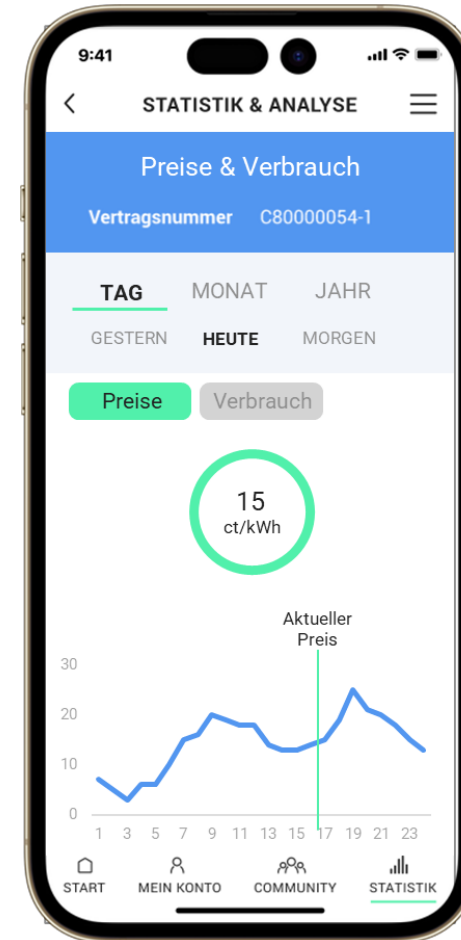 9:41
STATISTIK & ANALYSE
Preise & Verbrauch
Vertragsnummer C80000054-1
TAG MONAT JAHR
GESTERN HEUTE MORGEN
Preise Verbrauch
15
ct/kWh
Aktueller
Preis
30
20
10
0
1 3 5 7 9 11 13 15 17 19 21 23
START MEIN KONTO COMMUNITY STATISTIK